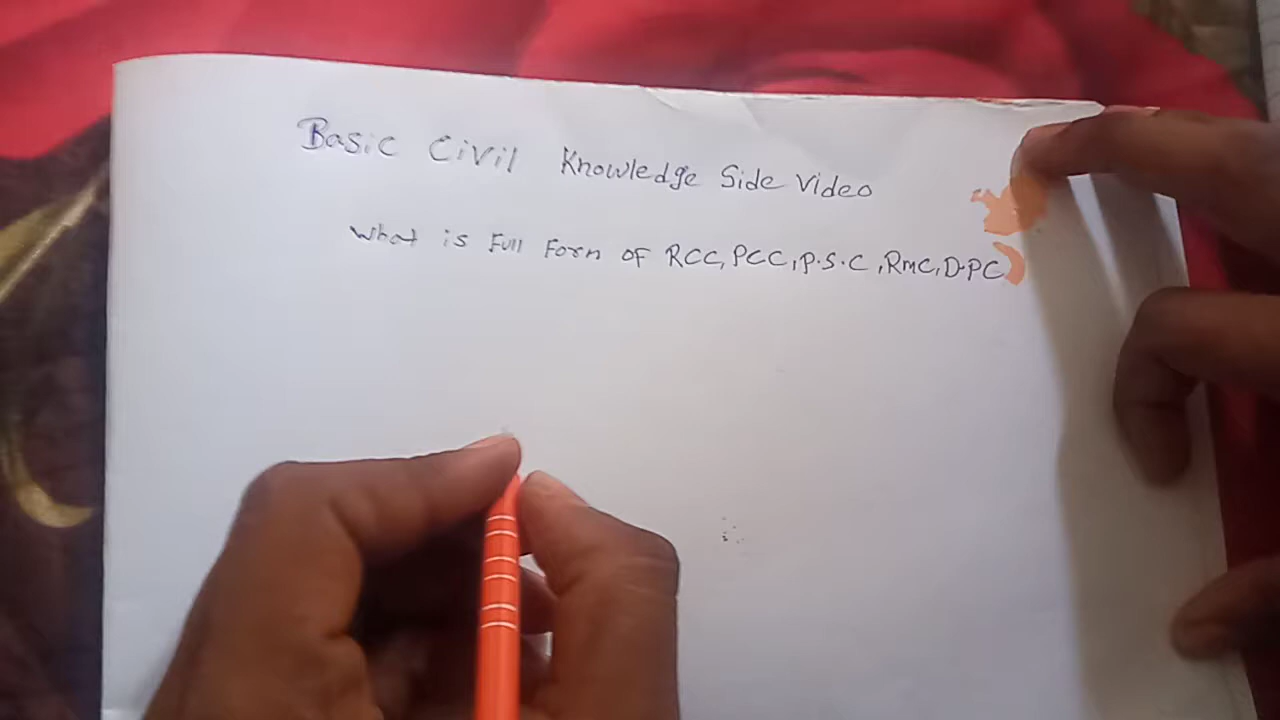 Basic Civil Knowledge Side Video
What is Full Form of RCC, PCC, P.S.C, RMC, D.PC